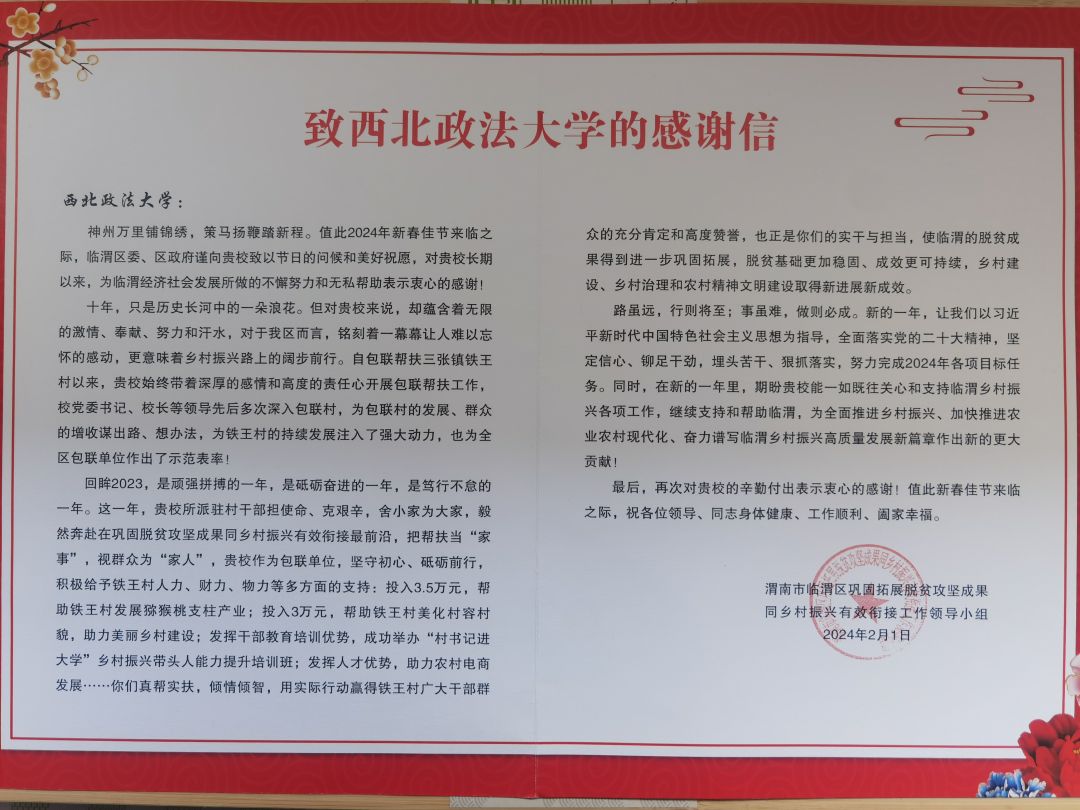 致西北政法大学的感谢信
西北政法大学：
神州万里铺锦绣，策马扬鞭踏新程。值此2024年新春佳节来临之
际，临渭区委、区政府谨向贵校致以节日的问候和美好祝愿，对贵校长期
以来，为临渭经济社会发展所做的不懈努力和无私帮助表示衷心的感谢！
十年，只是历史长河中的一朵浪花。但对贵校来说，却蕴含着无限
的激情、奉献、努力和汗水，对于我区而言，铭刻着一幕幕让人难以忘
怀的感动，更意味着乡村振兴路上的阔步前行。自包联帮扶三张镇铁王
村以来，贵校始终带着深厚的感情和高度的责任心开展包联帮扶工作，
校党委书记、校长等领导先后多次深入包联村，为包联村的发展、群众
的增收谋出路、想办法，为铁王村的持续发展注入了强大动力，也为全
区包联单位作出了示范表率！
回眸2023，是顽强拼搏的一年，是砥砺奋进的一年，是笃行不怠的
一年。这一年，贵校所派驻村干部担使命、克艰辛，舍小家为大家，毅
然奔赴在巩固脱贫攻坚成果同乡村振兴有效衔接最前沿，把帮扶当“家
事”，视群众为“家人”，贵校作为包联单位，坚守初心、砥砺前行，
积极给予铁王村人力、财力、物力等多方面的支持：投入3.5万元，帮
助铁王村发展猕猴桃支柱产业；投入3万元，帮助铁王村美化村容村
貌，助力美丽乡村建设；发挥干部教育培训优势，成功举办“村书记进
大学”乡村振兴带头人能力提升培训班；发挥人才优势，助力农村电商
发展……你们真帮实扶，倾情倾智，用实际行动赢得铁王村广大干部群
众的充分肯定和高度赞誉，也正是你们的实干与担当，使临渭的脱贫成
果得到进一步巩固拓展，脱贫基础更加稳固、成效更可持续，乡村建
设、乡村治理和农村精神文明建设取得新进展新成效。
路虽远，行则将至；事虽难，做则必成。新的一年，让我们以习近
平新时代中国特色社会主义思想为指导，全面落实党的二十大精神，坚
定信心、铆足干劲，埋头苦干、狠抓落实，努力完成2024年各项目标任
务。同时，在新的一年里，期盼贵校能一如既往关心和支持临渭乡村振
兴各项工作，继续支持和帮助临渭，为全面推进乡村振兴、加快推进农
业农村现代化、奋力谱写临渭乡村振兴高质量发展新篇章作出新的更大
贡献！
最后，再次对贵校的辛勤付出表示衷心的感谢！值此新春佳节来临
之际，祝各位领导、同志身体健康、工作顺利、阖家幸福。
渭南市临渭区巩固拓展脱贫攻坚成果
同乡村振兴有效衔接工作领导小组
2024年2月1日